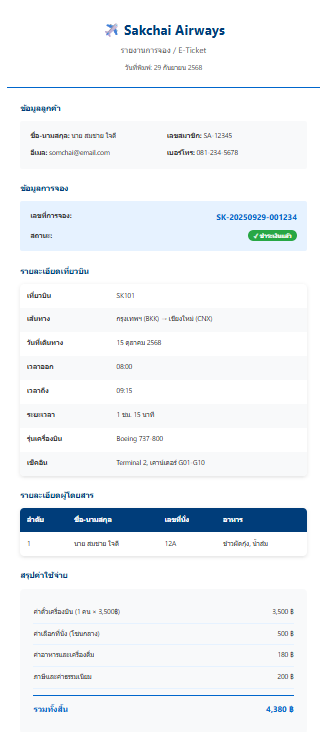 Sakchai Airways
รายงานการจอง / E-Ticket
วันที่พิมพ์: 29 กันยายน 2568
ข้อมูลลูกค้า
ชื่อ-นามสกุล: นาย สมชาย ใจดี เลขสมาชิก: SA-12345
อีเมล: somchai@email.com เบอร์โทร: 081-234-5678
ข้อมูลการจอง
เลขที่การจอง: SK-20250929-001234
สถานะ: ✓ ชำระเงินแล้ว
รายละเอียดเที่ยวบิน
เที่ยวบิน SK101
เส้นทาง กรุงเทพฯ (BKK) → เชียงใหม่ (CNX)
วันที่เดินทาง 15 ตุลาคม 2568
เวลาออก 08:00
เวลาถึง 09:15
ระยะเวลา 1 ชม. 15 นาที
รุ่นเครื่องบิน Boeing 737-800
เช็คอิน Terminal 2, เคาน์เตอร์ G01-G10
รายละเอียดผู้โดยสาร
ลำดับ ชื่อ-นามสกุล เลขที่นั่ง อาหาร
1 นาย สมชาย ใจดี 12A ข้าวผัดกุ้ง, น้ำส้ม
สรุปค่าใช้จ่าย
ค่าตั๋วเครื่องบิน (1 คน × 3,500฿) 3,500 ฿
ค่าเลือกที่นั่ง (โซนกลาง) 500 ฿
ค่าอาหารและเครื่องดื่ม 180 ฿
ภาษีและค่าธรรมเนียม 200 ฿
รวมทั้งสิ้น 4,380 ฿